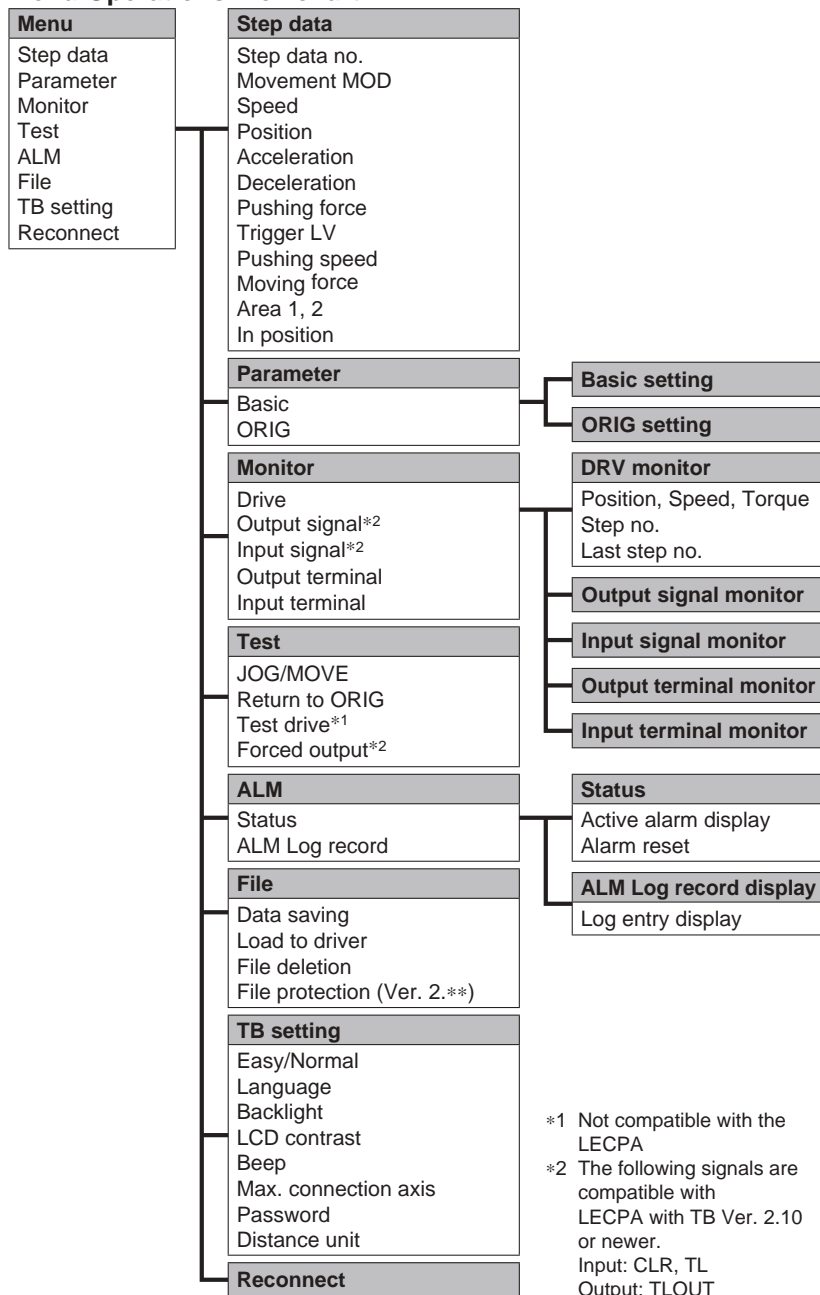 Menu
Step data
Parameter
Monitor
Test
ALM
File
TB setting
Reconnect
Step data
Step data no.
Movement MOD
Speed
Position
Acceleration
Deceleration
Pushing force
Trigger LV
Pushing speed
Moving force
Area 1, 2
In position
Parameter
Basic
ORIG
Basic setting
ORIG setting
Monitor
Drive
Output signal*2
Input signal*2
Output terminal
Input terminal
DRV monitor
Position, Speed, Torque
Step no.
Last step no.
Output signal monitor
Input signal monitor
Output terminal monitor
Input terminal monitor
Test
JOG/MOVE
Return to ORIG
Test drive*1
Forced output*2
ALM
Status
ALM Log record
Status
Active alarm display
Alarm reset
ALM Log record display
Log entry display
File
Data saving
Load to driver
File deletion
File protection (Ver. 2.**)
TB setting
Easy/Normal
Language
Backlight
LCD contrast
Beep
Max. connection axis
Password
Distance unit
Reconnect
*1 Not compatible with the
LECPA
*2 The following signals are
compatible with
LECPA with TB Ver. 2.10
or newer.
Input: CLR, TL
Output: TLOUT